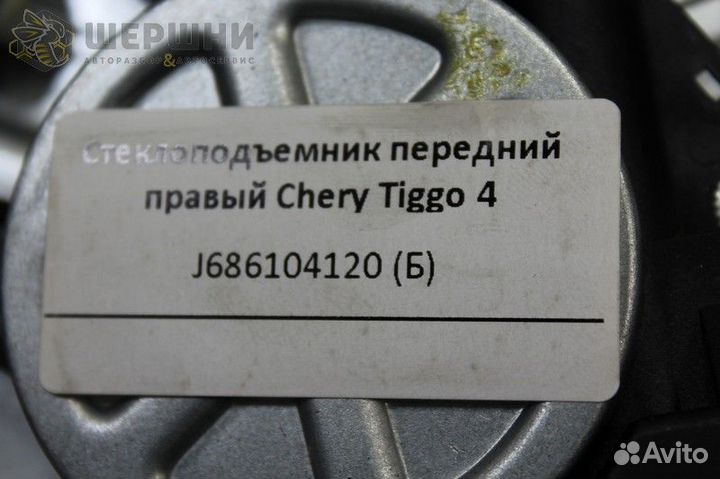 ШЕРШНИ
АВТОРАЗБОР&АВТОСЕРВИС
Стеклоподъемник передний
правый Chery Tiggo 4
J686104120 (Б)
Avito